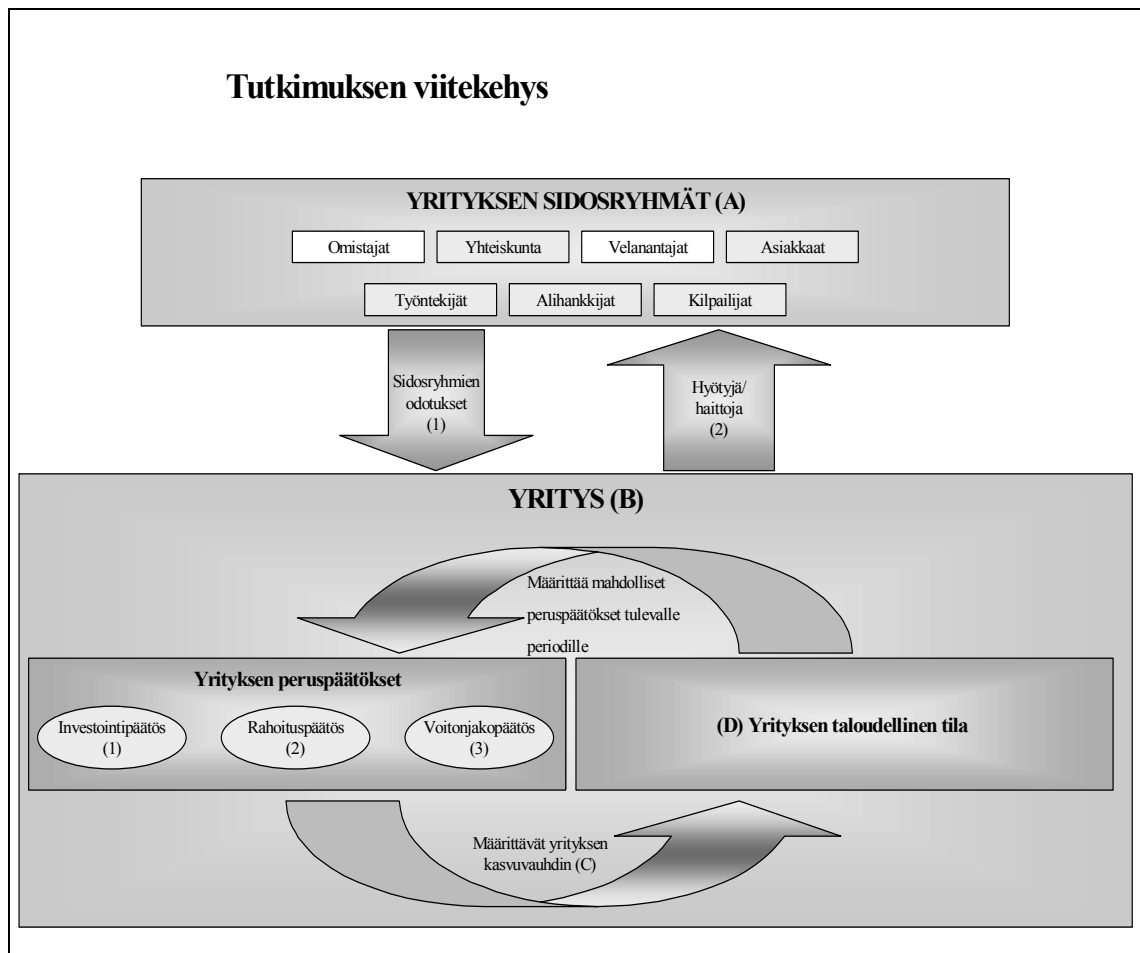 Tutkimuksen viitekehys
YRITYKSEN SIDOSRYHMÄT (A)
Omistajat
Yhteiskunta
Velanantajat
Asiakkaat
Työntekijät
Alihankkijat
Kilpailijat
Sidosryhmien
odotukset
(1)
Hyötyjä/
haittoja
(2)
YRITYS (B)
Määrittää mahdolliset
peruspäätökset tulevalle
periodille
Yrityksen peruspäätökset
Investointipäätös
(1)
Rahoituspäätös
(2)
Voitonjakopäätös
(3)
(D) Yrityksen taloudellinen tila
Määrittävät yrityksen
kasvuvauhdin (C)